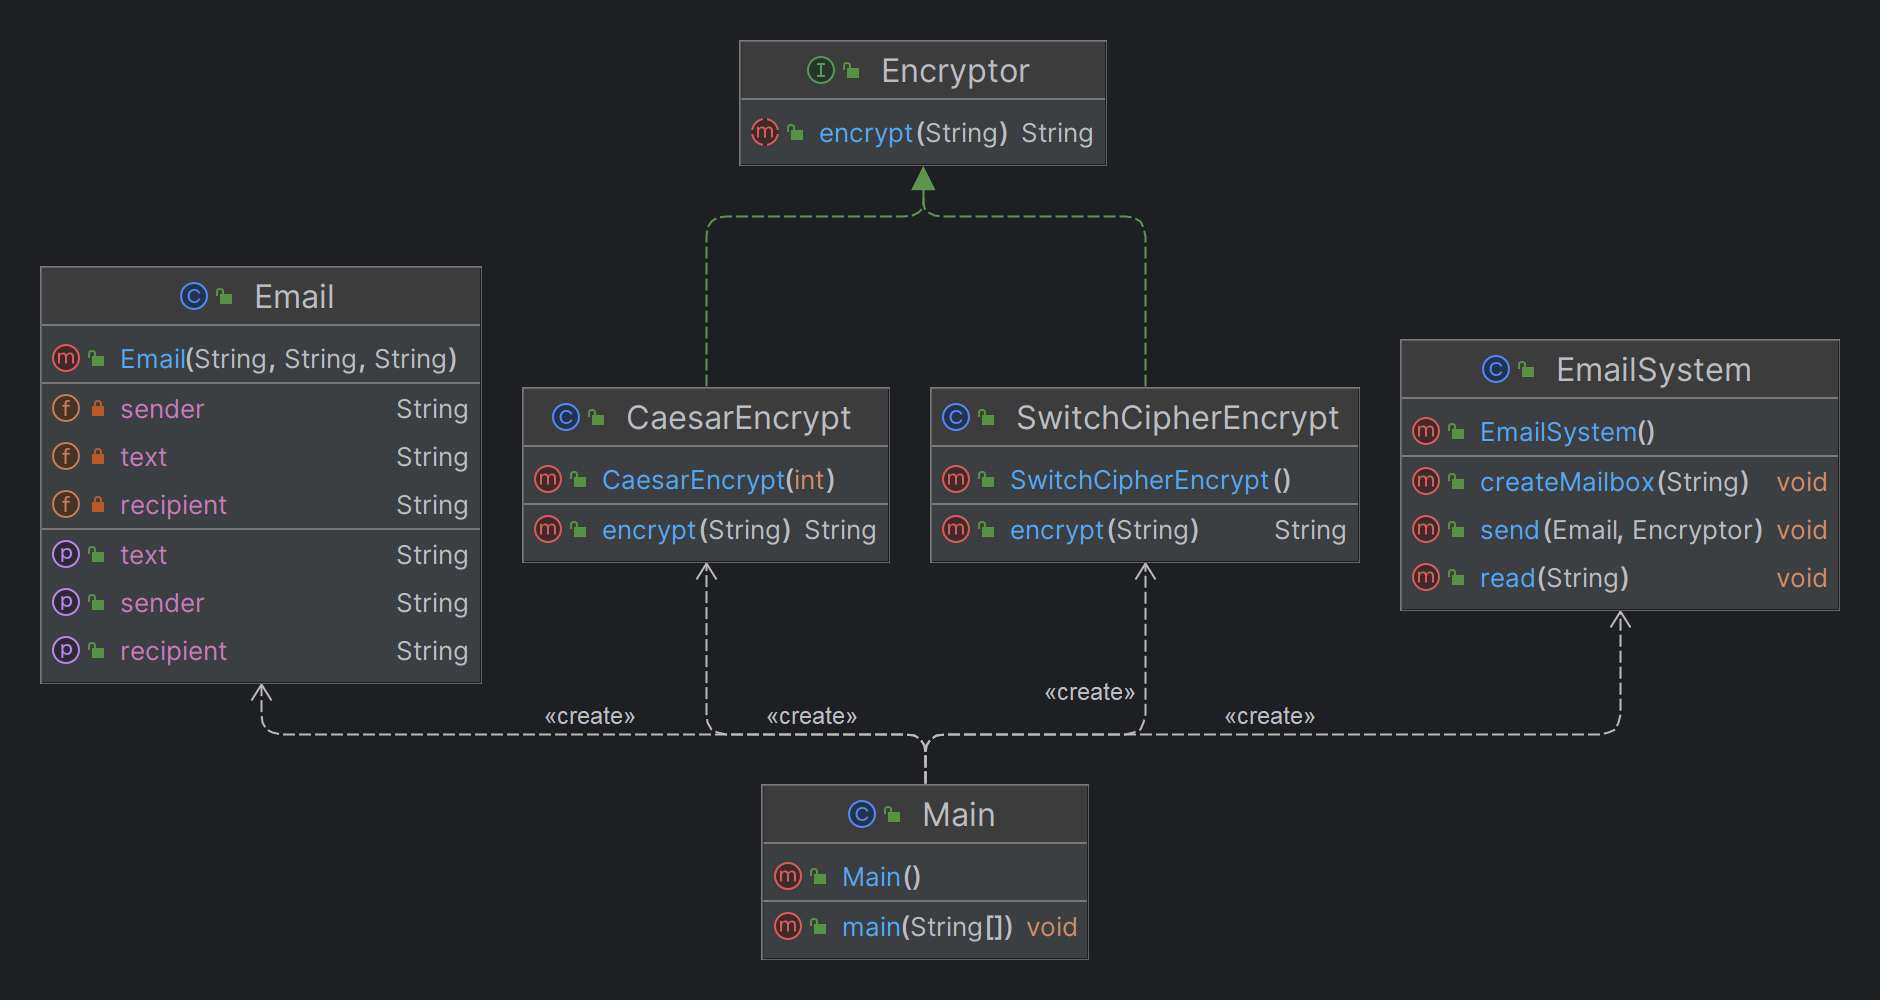 Encryptor
encrypt(String) String
Email
Email(String, String, String)
sender String
text String
recipient String
text String
sender String
recipient String
CaesarEncrypt
CaesarEncrypt(int)
encrypt(String) String
SwitchCipherEncrypt
SwitchCipherEncrypt()
encrypt(String) String
EmailSystem
EmailSystem()
createMailbox(String) void
send(Email, Encryptor) void
read(String) void
«create»
«create»
«create»
«create»
Main
Main()
main(String[]) void